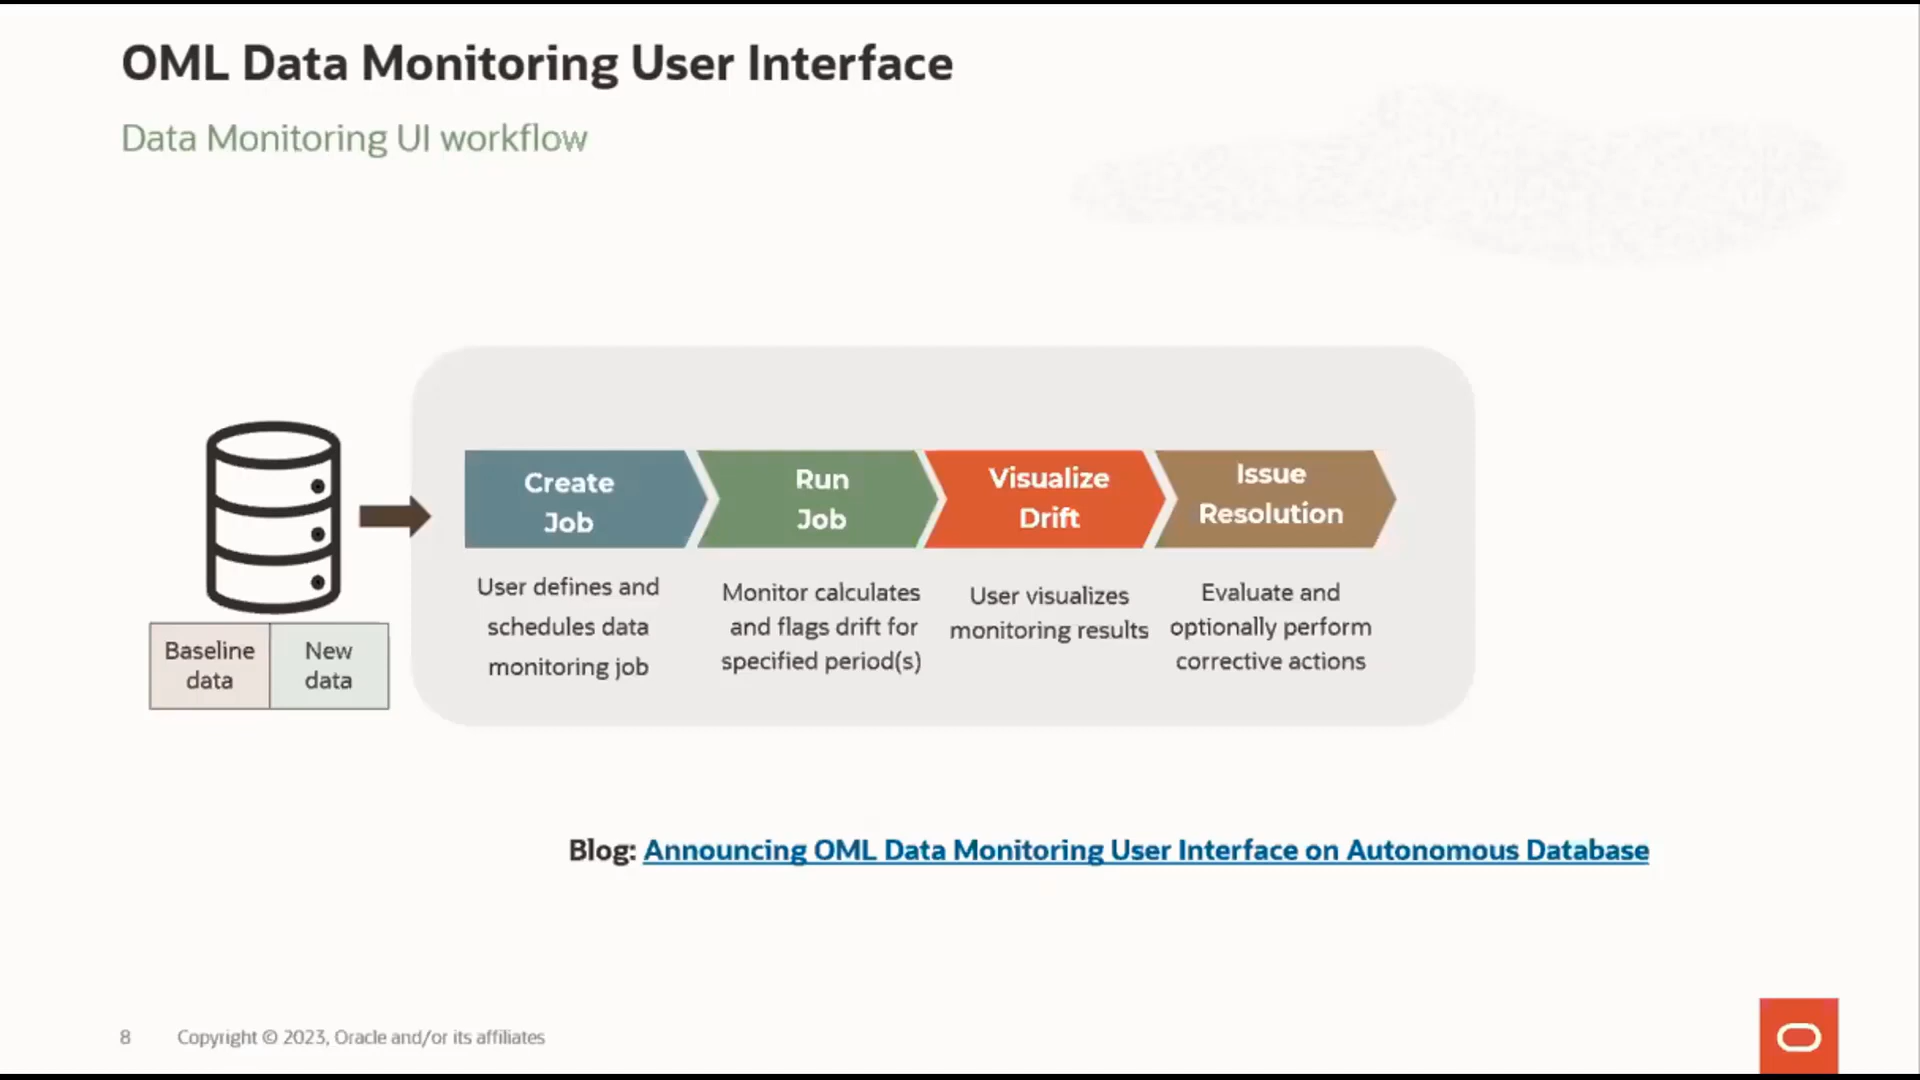 OML Data Monitoring User Interface
Data Monitoring UI workflow
Baseline
data
New
data
Create
Job
User defines and
schedules data
monitoring job
Run
Job
Monitor calculates
and flags drift for
specified period(s)
Visualize
Drift
User visualizes
monitoring results
Issue
Resolution
Evaluate and
optionally perform
corrective actions
Blog: Announcing OML Data Monitoring User Interface on Autonomous Database
8 Copyright © 2023, Oracle and/or its affiliates